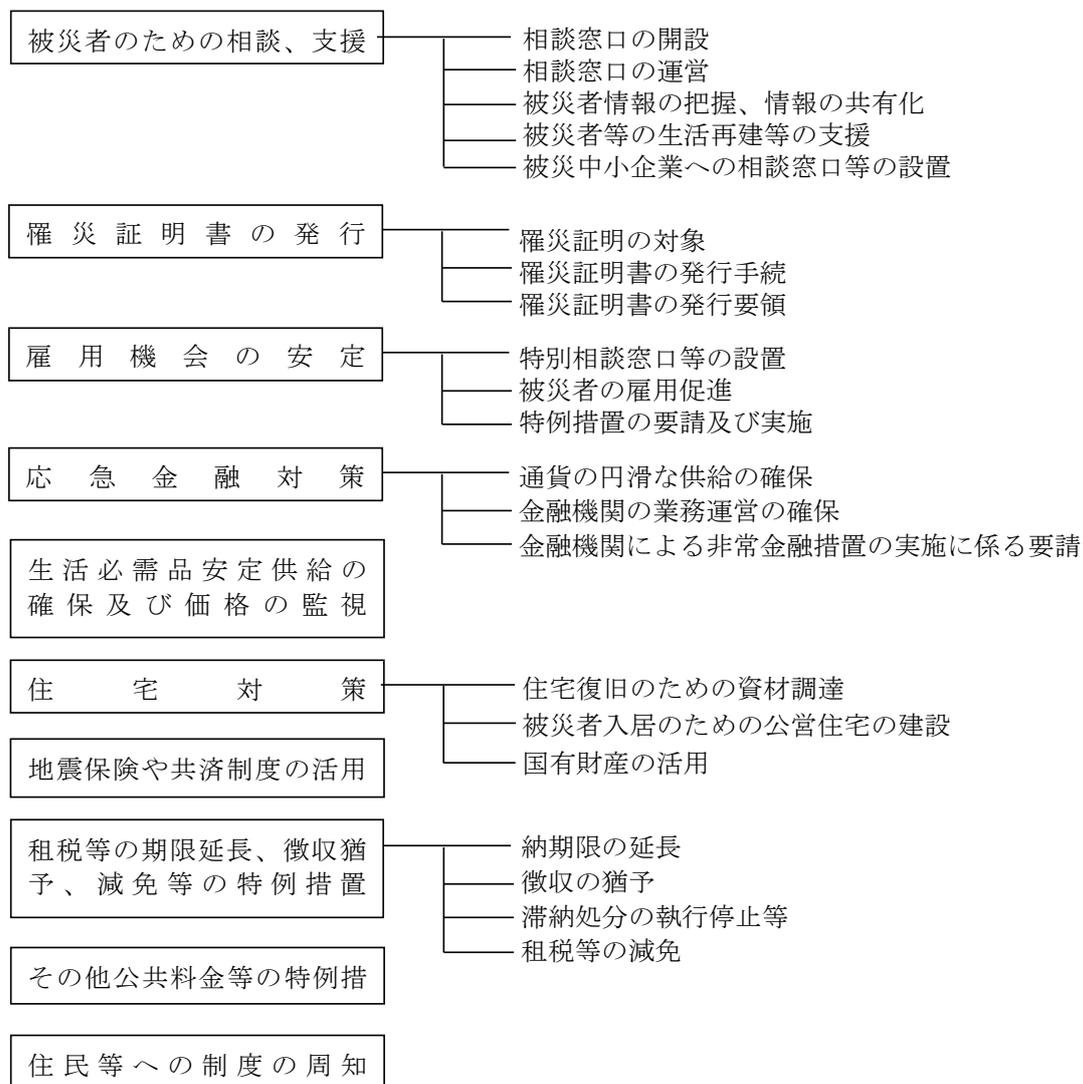 被災者のための相談、支援
相談窓口の開設
相談窓口の運営
被災者情報の把握、情報の共有化
被災者等の生活再建等の支援
被災中小企業への相談窓口等の設置
罹災証明書の発行
罹災証明の対象
罹災証明書の発行手続
罹災証明書の発行要領
雇用機会の安定
特別相談窓口等の設置
被災者の雇用促進
特例措置の要請及び実施
応急金融対策
通貨の円滑な供給の確保
金融機関の業務運営の確保
金融機関による非常金融措置の実施に係る要請
生活必需品安定供給の
確保及び価格の監視
住宅対策
住宅復旧のための資材調達
被災者入居のための公営住宅の建設
国有財産の活用
地震保険や共済制度の活用
租税等の期限延長、徴収猶
予、減免等の特例措置
納期限の延長
徴収の猶予
滞納処分の執行停止等
租税等の減免
その他公共料金等の特例措
住民等への制度の周知